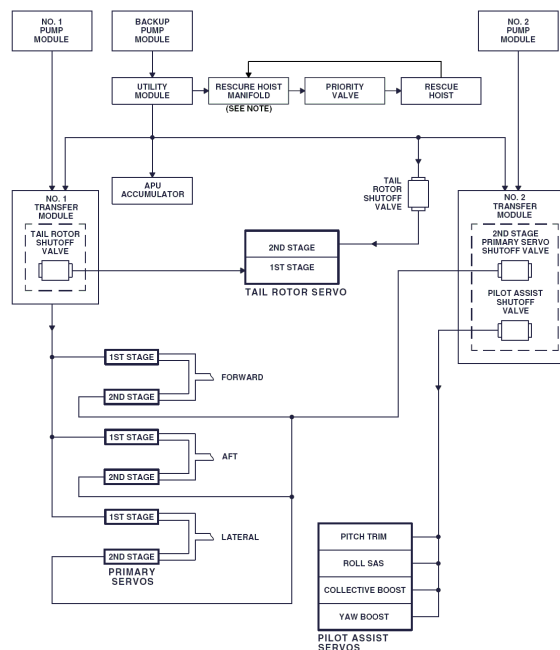 NO. 1
PUMP
MODULE
BACKUP
PUMP
MODULE
NO. 2
PUMP
MODULE
UTILITY
MODULE
RESCURE HOIST
MANIFOLD
(SEE NOTE)
PRIORITY
VALVE
RESCUE
HOIST
APU
ACCUMULATOR
TAIL
ROTOR
SHUTOFF
VALVE
NO. 1
TRANSFER
MODULE
TAIL ROTOR
SHUTOFF
VALVE
NO. 2
TRANSFER
MODULE
2ND STAGE
PRIMARY SERVO
SHUTOFF VALVE
PILOT ASSIST
SHUTOFF
VALVE
2ND STAGE
1ST STAGE
TAIL ROTOR SERVO
1ST STAGE
FORWARD
2ND STAGE
1ST STAGE
AFT
2ND STAGE
1ST STAGE
LATERAL
2ND STAGE
PRIMARY
SERVOS
PITCH TRIM
ROLL SAS
COLLECTIVE BOOST
YAW BOOST
PILOT ASSIST
SERVOS